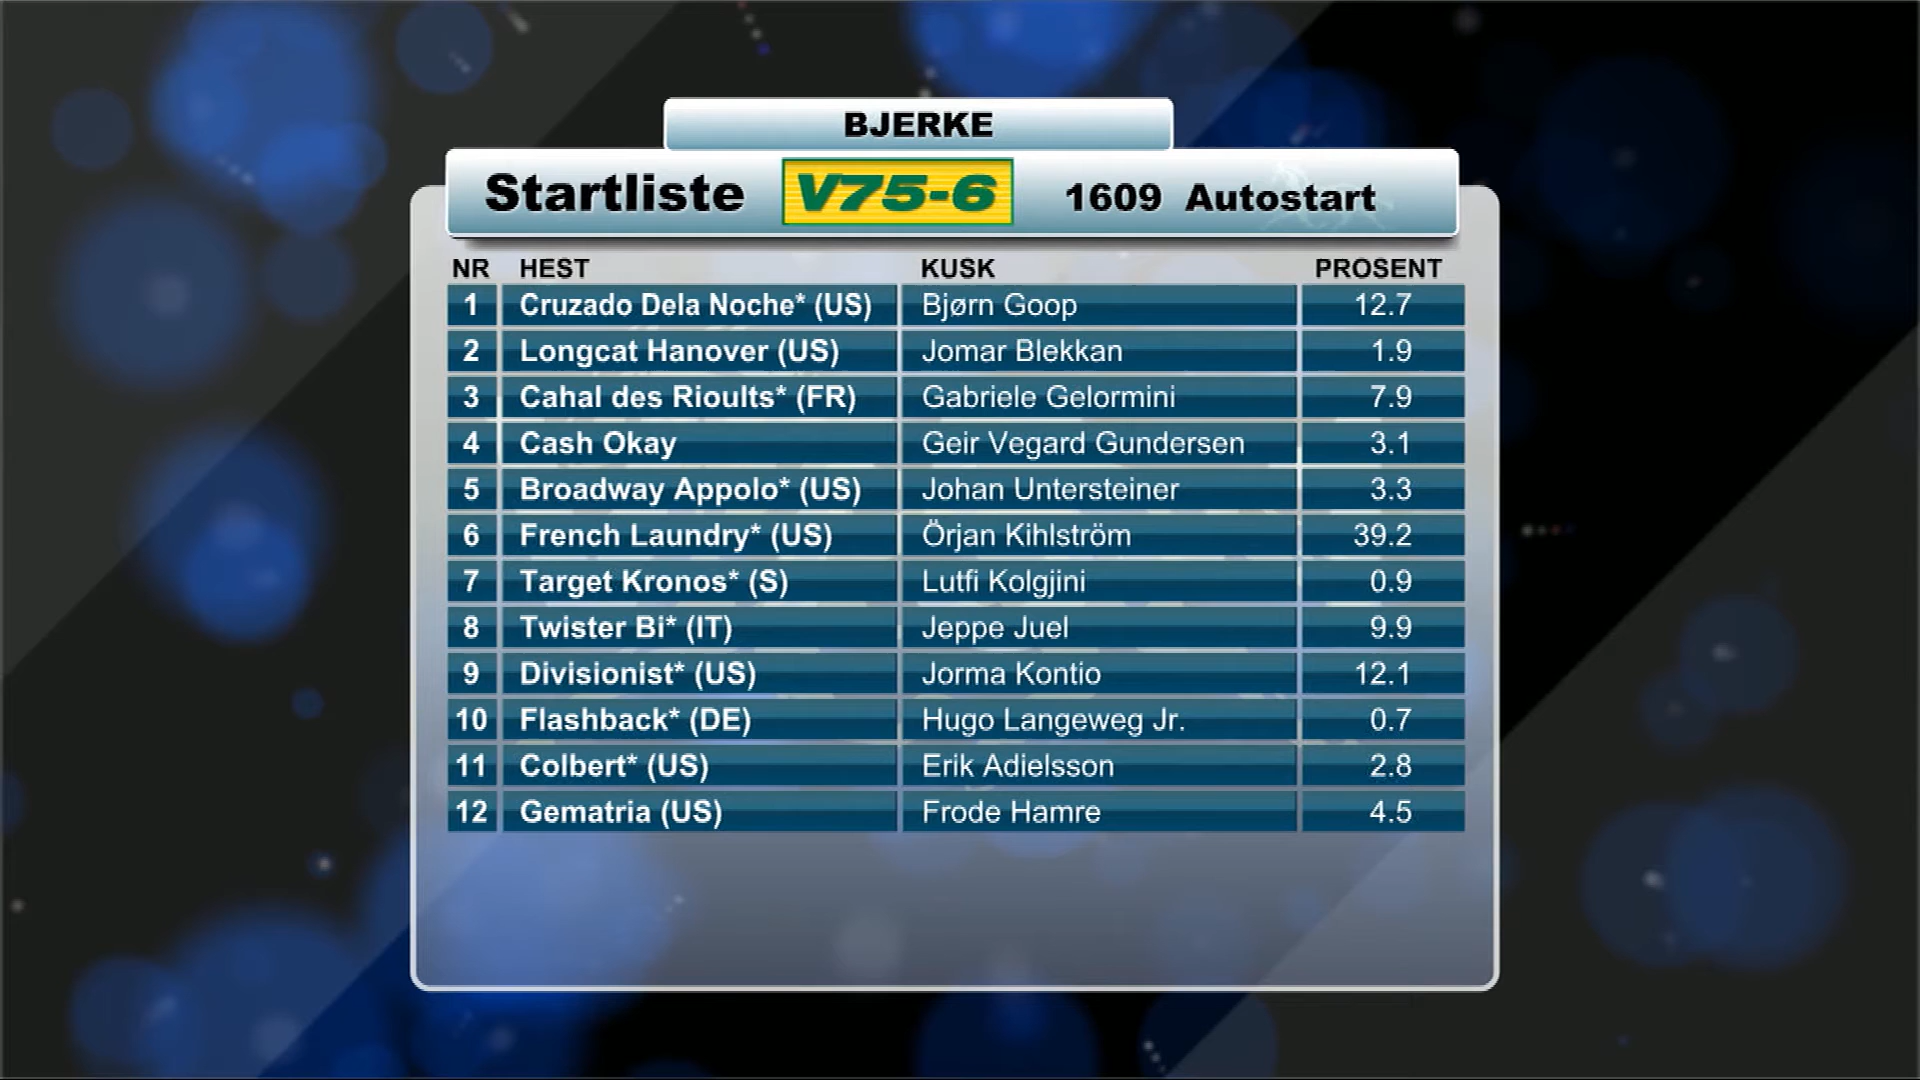 BJERKE
Startliste V75-6 1609 Autostart
NR HEST KUSK PROSENT
1 Cruzado Dela Noche* (US) Bjørn Goop 12.7
2 Longcat Hanover (US) Jomar Blekkan 1.9
3 Cahal des Rioults* (FR) Gabriele Gelormini 7.9
4 Cash Okay Geir Vegard Gundersen 3.1
5 Broadway Appolo* (US) Johan Untersteiner 3.3
6 French Laundry* (US) Örjan Kihlström 39.2
7 Target Kronos* (S) Lutfi Kolgjini 0.9
8 Twister Bi* (IT) Jeppe Juel 9.9
9 Divisionist* (US) Jorma Kontio 12.1
10 Flashback* (DE) Hugo Langeweg Jr. 0.7
11 Colbert* (US) Erik Adielsson 2.8
12 Gematria (US) Frode Hamre 4.5